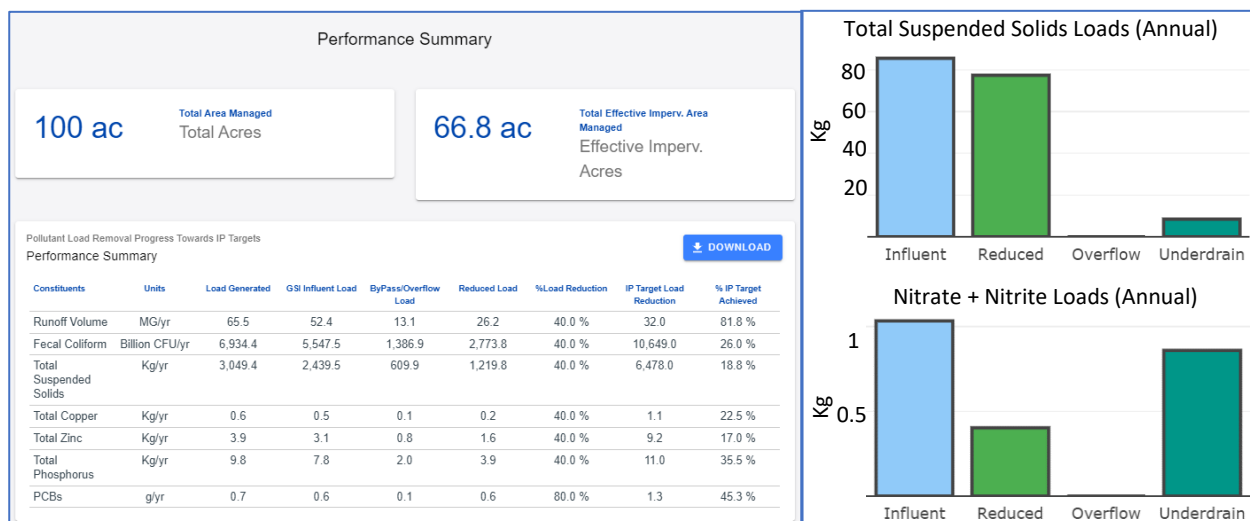 Performance Summary
100 ac
Total Area Managed
Total Acres
66.8 ac
Total Effective Imperv. Area
Managed
Effective Imperv.
Acres
Pollutant Load Removal Progress Towards IP Targets
Performance Summary
DOWNLOAD
Constituents Units Load Generated GSI Influent Load ByPass/Overflow Load Reduced Load %Load Reduction IP Target Load Reduction % IP Target Achieved
Runoff Volume MG/yr 65.5 52.4 13.1 26.2 40.0 % 32.0 81.8 %
Fecal Coliform Billion CFU/yr 6,934.4 5,547.5 1,386.9 2,773.8 40.0 % 10,649.0 26.0 %
Total Suspended Solids Kg/yr 3,049.4 2,439.5 609.9 1,219.8 40.0 % 6,478.0 18.8 %
Total Copper Kg/yr 0.6 0.5 0.1 0.2 40.0 % 1.1 22.5 %
Total Zinc Kg/yr 3.9 3.1 0.8 1.6 40.0 % 9.2 17.0 %
Total Phosphorus Kg/yr 9.8 7.8 2.0 3.9 40.0 % 11.0 35.5 %
PCBs g/yr 0.7 0.6 0.1 0.6 80.0 % 1.3 45.3 %
Total Suspended Solids Loads (Annual)
Kg
80
60
40
20
Influent Reduced Overflow Underdrain
Nitrate + Nitrite Loads (Annual)
Kg
1
0.5
Influent Reduced Overflow Underdrain